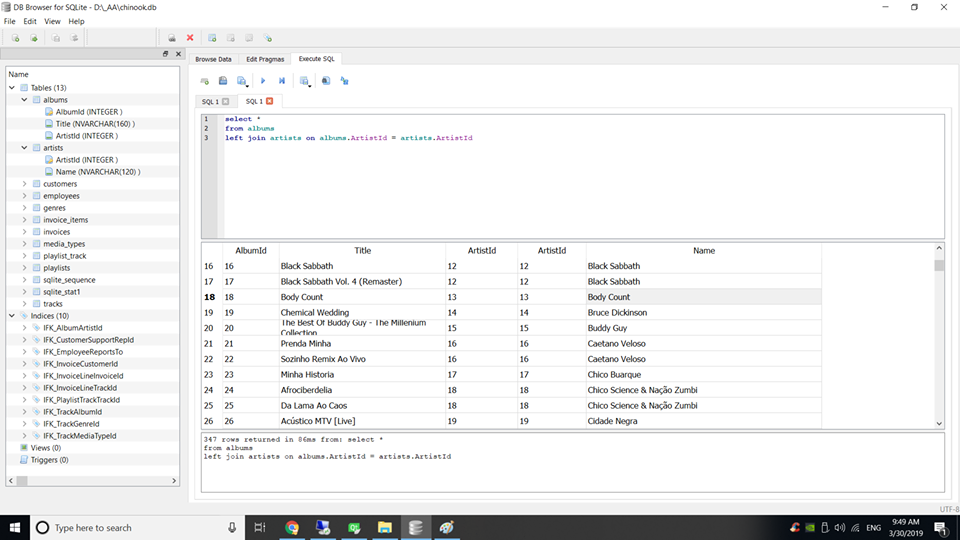 DB Browser for SQLite - D:\_AA\chinook.db
File Edit View Help
Browse Data Edit Pragmas Execute SQL
Name
Tables (13)
albums
AlbumId (INTEGER )
Title (NVARCHAR(160) )
ArtistId (INTEGER )
artists
ArtistId (INTEGER )
Name (NVARCHAR(120) )
customers
employees
genres
invoice_items
invoices
media_types
playlist_track
playlists
sqlite_sequence
sqlite_stat1
tracks
Indices (10)
IFK_AlbumArtistId
IFK_CustomerSupportRepId
IFK_EmployeeReportsTo
IFK_InvoiceCustomerId
IFK_InvoiceLineInvoiceId
IFK_InvoiceLineTrackId
IFK_PlaylistTrackTrackId
IFK_TrackAlbumId
IFK_TrackGenreId
IFK_TrackMediaTypeId
Views (0)
Triggers (0)
SQL 1 SQL 1
1 select *
2 from albums
3 left join artists on albums.ArtistId = artists.ArtistId
AlbumId Title ArtistId ArtistId Name
16 16 Black Sabbath 12 12 Black Sabbath
17 17 Black Sabbath Vol. 4 (Remaster) 12 12 Black Sabbath
18 18 Body Count 13 13 Body Count
19 19 Chemical Wedding 14 14 Bruce Dickinson
20 20 The Best Of Buddy Guy - The Millenium Collection 15 15 Buddy Guy
21 21 Prenda Minha 16 16 Caetano Veloso
22 22 Sozinho Remix Ao Vivo 16 16 Caetano Veloso
23 23 Minha Historia 17 17 Chico Buarque
24 24 Afrociberdelia 18 18 Chico Science & Nação Zumbi
25 25 Da Lama Ao Caos 18 18 Chico Science & Nação Zumbi
26 26 Acústico MTV [Live] 19 19 Cidade Negra
347 rows returned in 86ms from: select *
from albums
left join artists on albums.ArtistId = artists.ArtistId
UTF-8
Type here to search
ENG
9:49 AM
3/30/2019
1